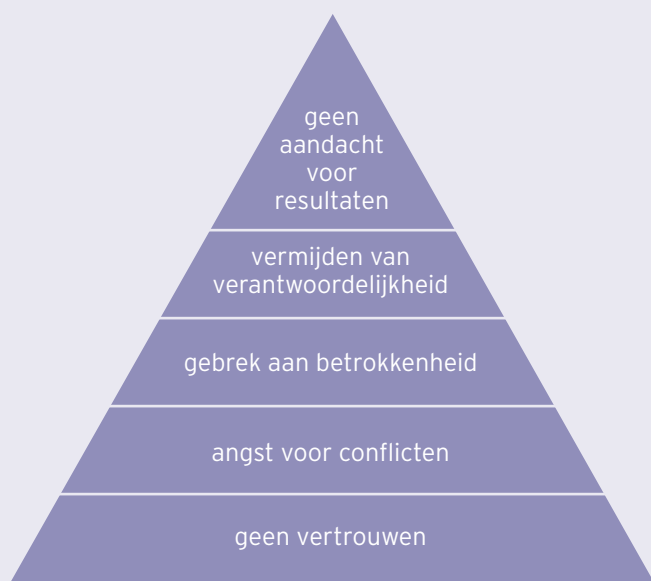 geen
aandacht
voor
resultaten
vermijden van
verantwoordelijkheid
gebrek aan betrokkenheid
angst voor conflicten
geen vertrouwen